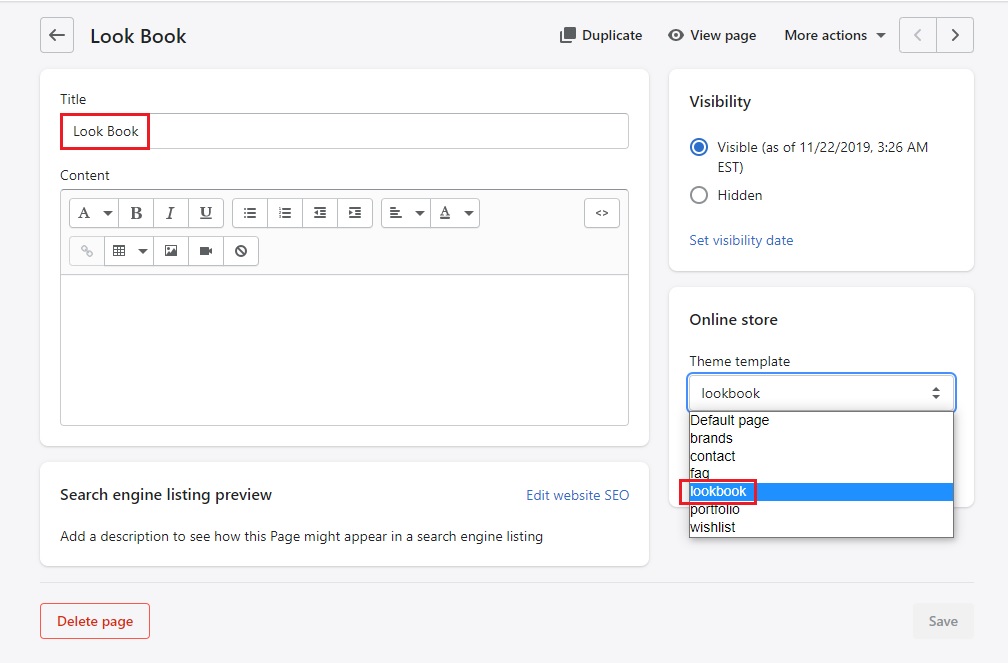 Look Book
Duplicate
View page
More actions
Title
Look Book
Content
A
B
I
U
A
<>
Search engine listing preview
Edit website SEO
Add a description to see how this Page might appear in a search engine listing
Visibility
Visible (as of 11/22/2019, 3:26 AM
EST)
Hidden
Set visibility date
Online store
Theme template
lookbook
Default page
brands
contact
faq
lookbook
portfolio
wishlist
Delete page
Save